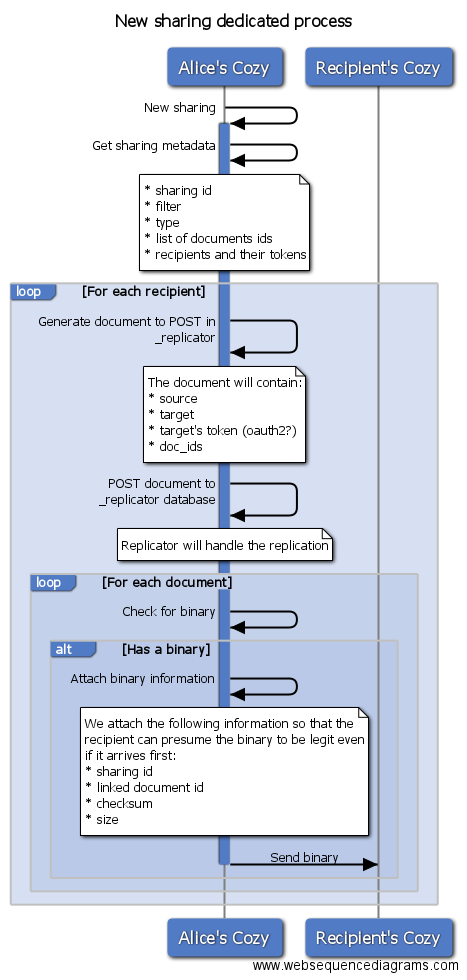 New sharing dedicated process
Alice's Cozy
Recipient's Cozy
New sharing
Get sharing metadata
* sharing id
* filter
* type
* list of documents ids
* recipients and their tokens
loop [For each recipient]
Generate document to POST in
_replicator
The document will contain:
* source
* target
* target's token (oauth2?)
* doc_ids
POST document to
_replicator database
Replicator will handle the replication
loop [For each document]
Check for binary
alt [Has a binary]
Attach binary information
We attach the following information so that the
recipient can presume the binary to be legit even
if it arrives first:
* sharing id
* linked document id
* checksum
* size
Send binary
Alice's Cozy
Recipient's Cozy
www.websequencediagrams.com